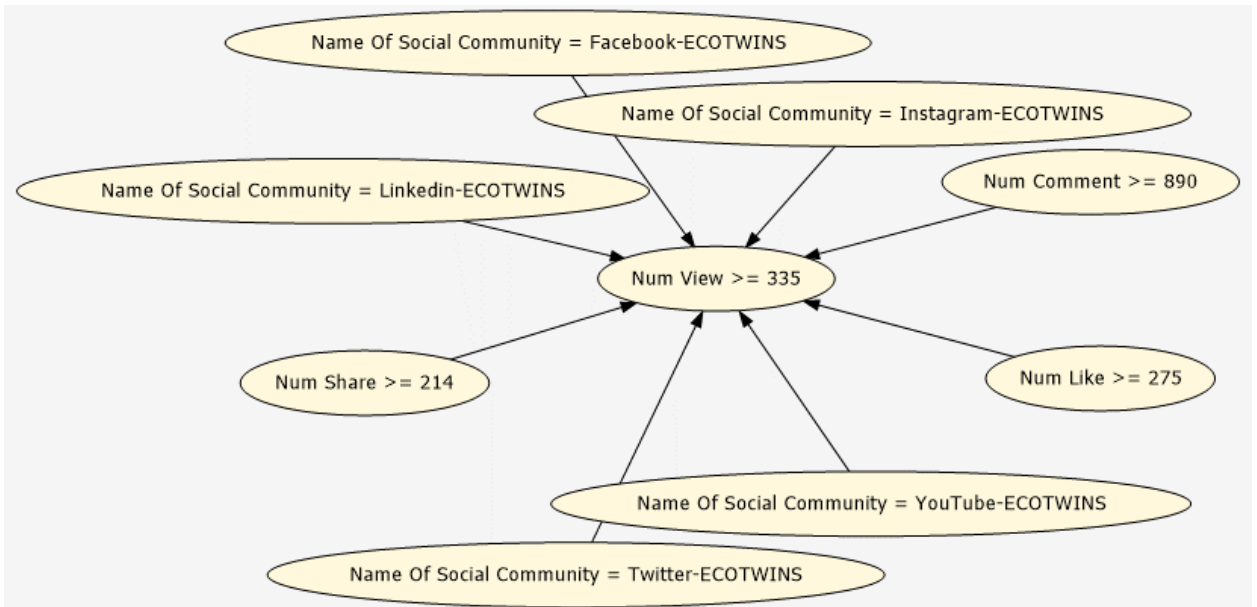 Name Of Social Community = Facebook-ECOTWINS
Name Of Social Community = Instagram-ECOTWINS
Name Of Social Community = Linkedin-ECOTWINS
Num Comment >= 890
Num View >= 335
Num Share >= 214
Num Like >= 275
Name Of Social Community = YouTube-ECOTWINS
Name Of Social Community = Twitter-ECOTWINS